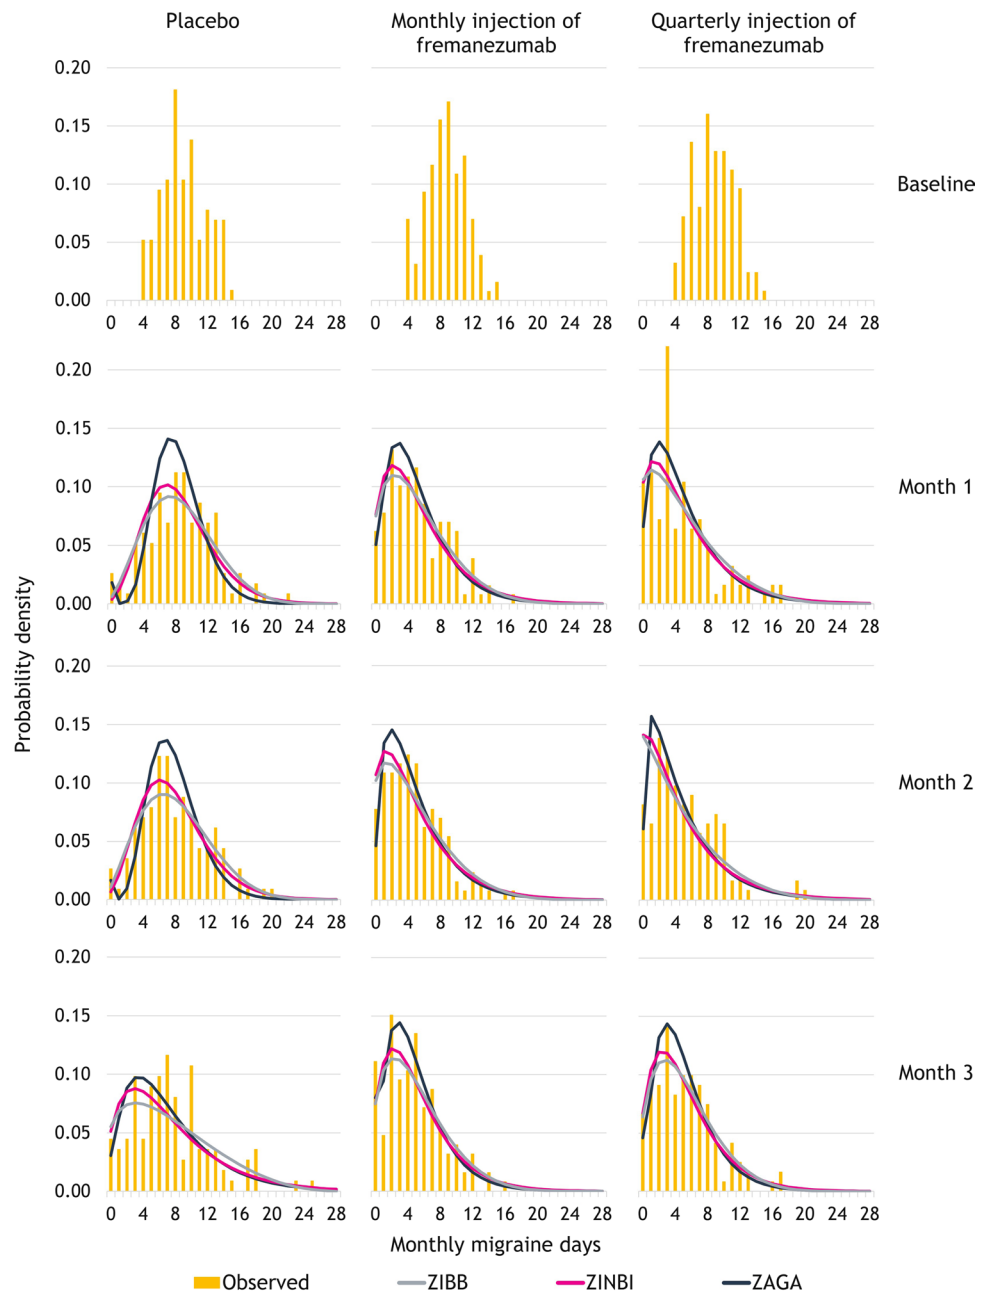 Placebo
Monthly injection of
fremanezumab
Quarterly injection of
fremanezumab
0.20
0.15
0.10
0.05
0.00
0 4 8 12 16 20 24 28
0 4 8 12 16 20 24 28
0 4 8 12 16 20 24 28
Baseline
0.20
0.15
0.10
0.05
0.00
0 4 8 12 16 20 24 28
0 4 8 12 16 20 24 28
0 4 8 12 16 20 24 28
Month 1
Probability density
0.20
0.15
0.10
0.05
0.00
0 4 8 12 16 20 24 28
0 4 8 12 16 20 24 28
0 4 8 12 16 20 24 28
Month 2
0.20
0.15
0.10
0.05
0.00
0 4 8 12 16 20 24 28
0 4 8 12 16 20 24 28
0 4 8 12 16 20 24 28
Month 3
Monthly migraine days
Observed ZIBB ZINBI ZAGA